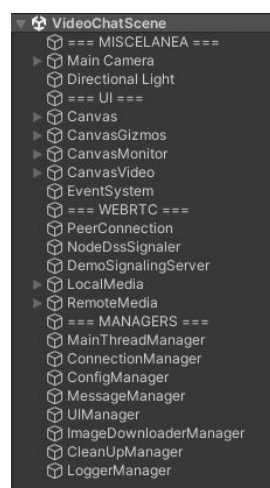 VideoChatScene
=== MISCELANEA ===
Main Camera
Directional Light
=== UI ===
Canvas
CanvasGizmos
CanvasMonitor
CanvasVideo
EventSystem
=== WEBRTC ===
PeerConnection
NodeDssSignaler
DemoSignalingServer
LocalMedia
RemoteMedia
=== MANAGERS ===
MainThreadManager
ConnectionManager
ConfigManager
MessageManager
UIManager
ImageDownloaderManager
CleanUpManager
LoggerManager